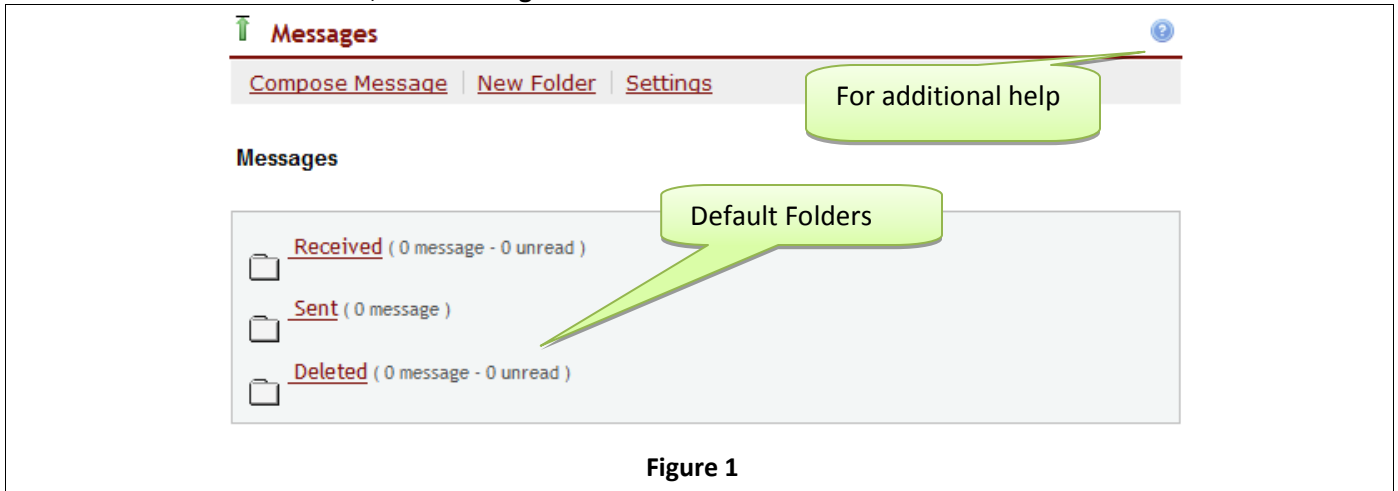 Messages
Compose Message | New Folder | Settings
For additional help
Messages
Default Folders
Received ( 0 message - 0 unread )
Sent ( 0 message )
Deleted ( 0 message - 0 unread )
Figure 1